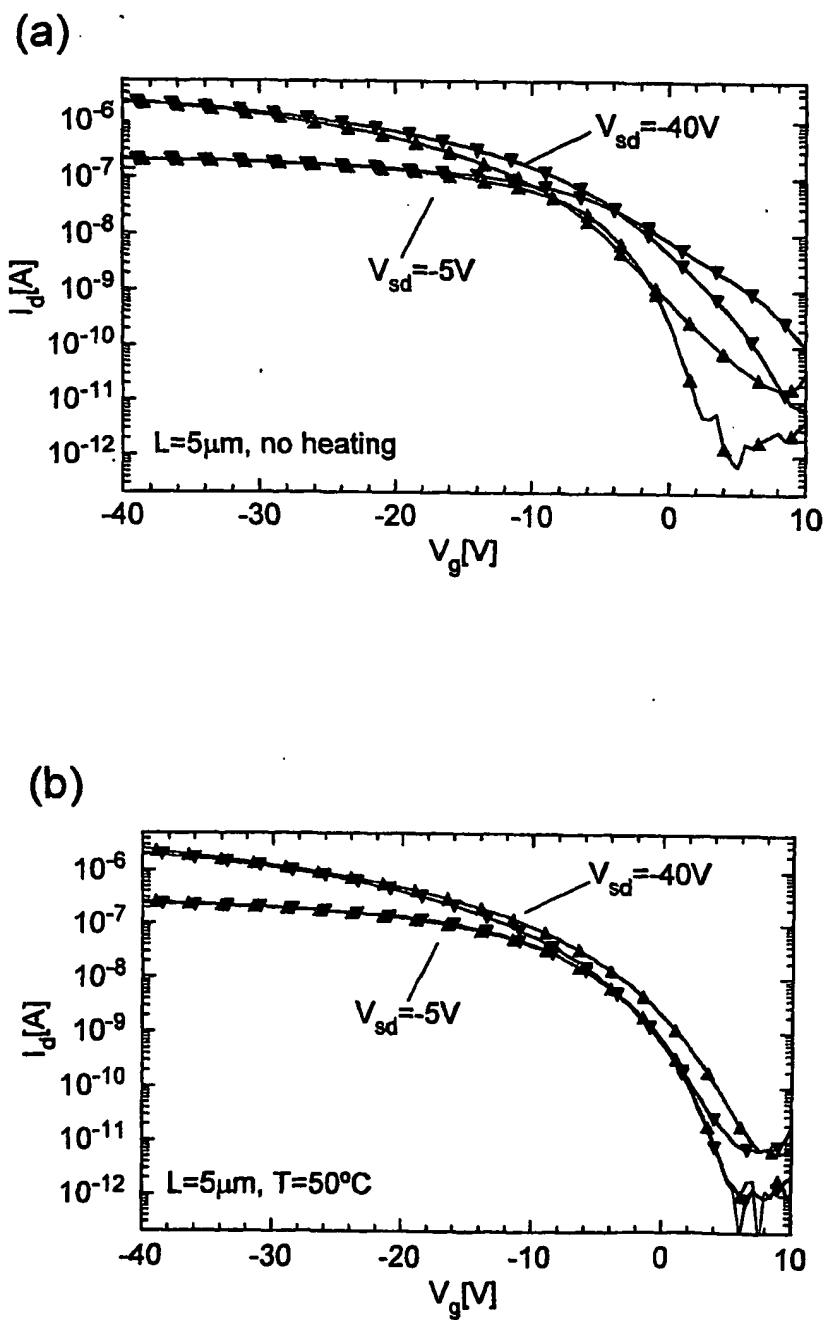 (a)
10⁻⁶
10⁻⁷
10⁻⁸
10⁻⁹
10⁻¹⁰
10⁻¹¹
10⁻¹²
I_d[A]
V_sd=-40V
V_sd=-5V
L=5μm, no heating
-40 -30 -20 -10 0 10
V_g[V]
(b)
10⁻⁶
10⁻⁷
10⁻⁸
10⁻⁹
10⁻¹⁰
10⁻¹¹
10⁻¹²
I_d[A]
V_sd=-40V
V_sd=-5V
L=5μm, T=50ºC
-40 -30 -20 -10 0 10
V_g[V]